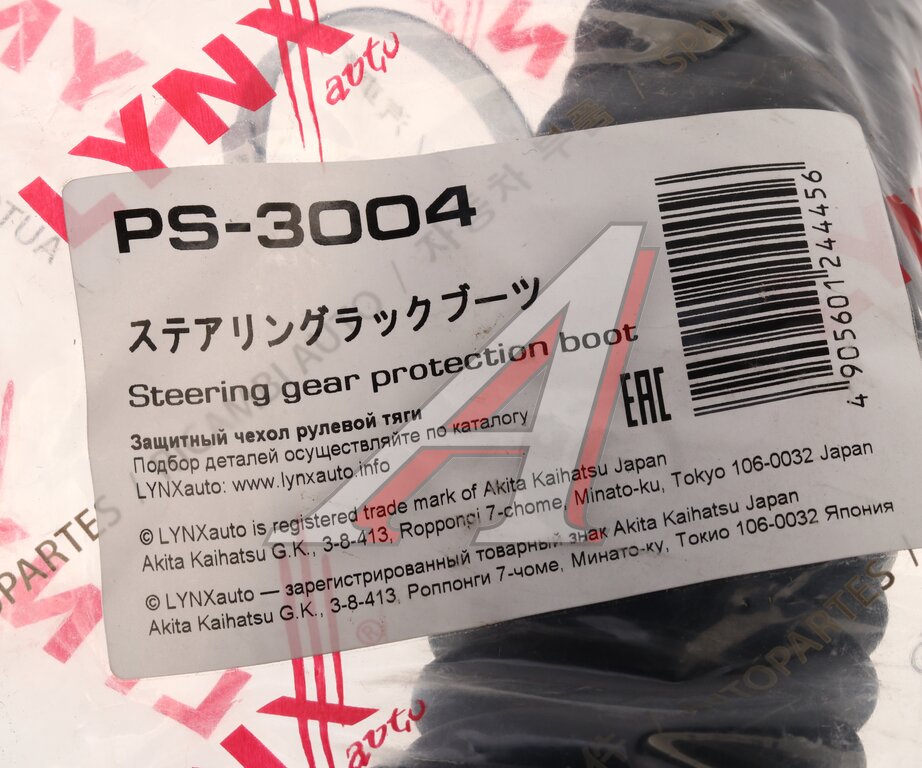 LYNX auto
PS-3004
4905601244456
ステアリングラックブーツ
Steering gear protection boot
EAC
Защитный чехол рулевой тяги
Подбор деталей осуществляйте по каталогу
LYNXauto: www.lynxauto.info
© LYNXauto is registered trade mark of Akita Kaihatsu Japan
Akita Kaihatsu G.K., 3-8-413, Roppongi 7-chome, Minato-ku, Tokyo 106-0032 Japan
© LYNXauto — зарегистрированный товарный знак Akita Kaihatsu Japan
Akita Kaihatsu G.K., 3-8-413, Роппонги 7-чоме, Минато-ку, Токио 106-0032 Япония
LYNX auto